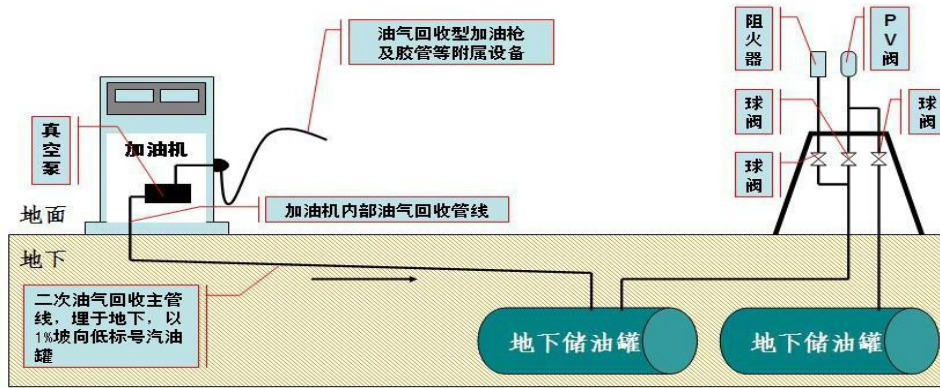 油气回收型加油枪
及胶管等附属设备
阻火器
PV阀
球阀
球阀
球阀
真空泵
加油机
加油机内部油气回收管线
地面
地下
二次油气回收主管
线，埋于地下，以
1%坡向低标号汽油
罐
地下储油罐
地下储油罐